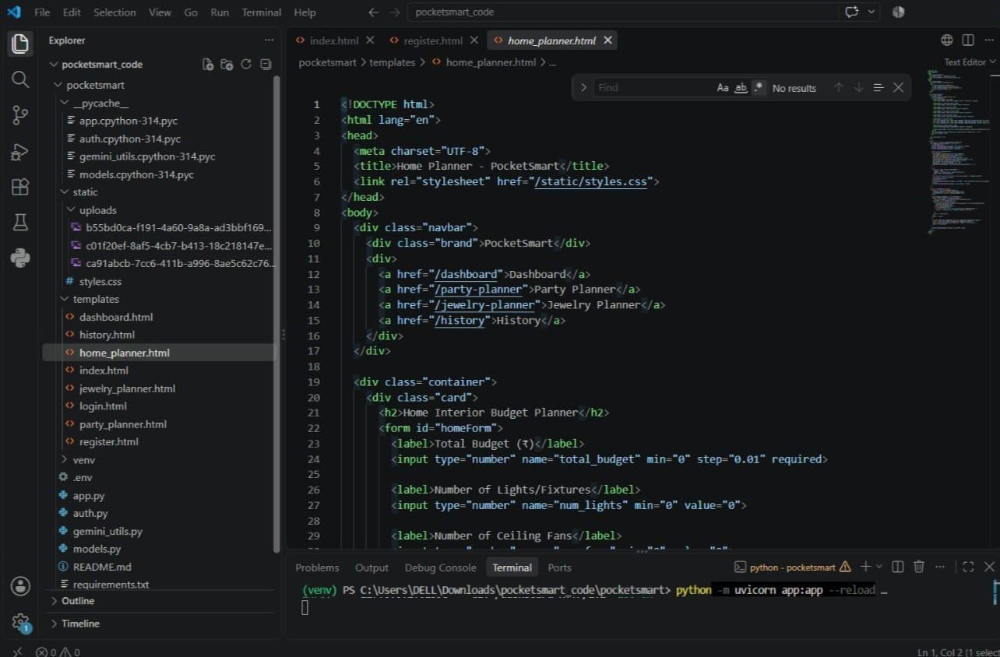 File Edit Selection View Go Run Terminal Help
pocketsmart_code
Explorer
pocketsmart_code
pocketsmart
__pycache__
app.cpython-314.pyc
auth.cpython-314.pyc
gemini_utils.cpython-314.pyc
models.cpython-314.pyc
static
uploads
b55bd0ca-f191-4a60-9a8a-ad3bbf169...
c01f20ef-8af5-4cb7-b413-18c218147e...
ca91abcb-7cc6-411b-a996-8ae5c62c76...
# styles.css
templates
dashboard.html
history.html
home_planner.html
index.html
jewelry_planner.html
login.html
party_planner.html
register.html
venv
.env
app.py
auth.py
gemini_utils.py
models.py
README.md
requirements.txt
Outline
Timeline
index.html register.html home_planner.html
pocketsmart > templates > home_planner.html > ...
Text Editor
Find Aa ab .* No results
1 <!DOCTYPE html>
2 <html lang="en">
3 <head>
4 <meta charset="UTF-8">
5 <title>Home Planner - PocketSmart</title>
6 <link rel="stylesheet" href="/static/styles.css">
7 </head>
8 <body>
9 <div class="navbar">
10 <div class="brand">PocketSmart</div>
11 <div>
12 <a href="/dashboard">Dashboard</a>
13 <a href="/party-planner">Party Planner</a>
14 <a href="/jewelry-planner">Jewelry Planner</a>
15 <a href="/history">History</a>
16 </div>
17 </div>
18
19 <div class="container">
20 <div class="card">
21 <h2>Home Interior Budget Planner</h2>
22 <form id="homeForm">
23 <label>Total Budget (₹)</label>
24 <input type="number" name="total_budget" min="0" step="0.01" required>
25
26 <label>Number of Lights/Fixtures</label>
27 <input type="number" name="num_lights" min="0" value="0">
28
29 <label>Number of Ceiling Fans</label>
Problems Output Debug Console Terminal Ports
python - pocketsmart
(venv) PS C:\Users\DELL\Downloads\pocketsmart_code\pocketsmart> python -m uvicorn app:app --reload ...
1
0 0
Ln 1, Col 2 (1 select